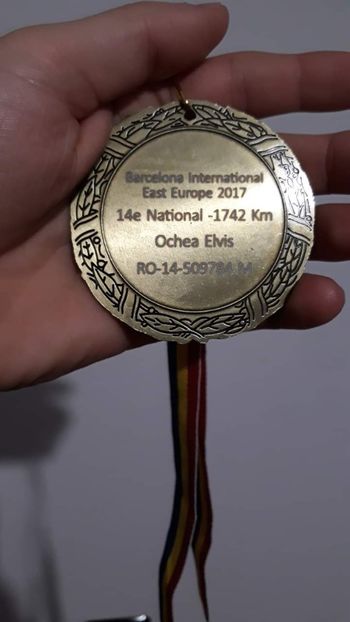 Barcelona International
East Europe 2017
14e National -1742 Km
Ochea Elvis
RO-14-509784 M